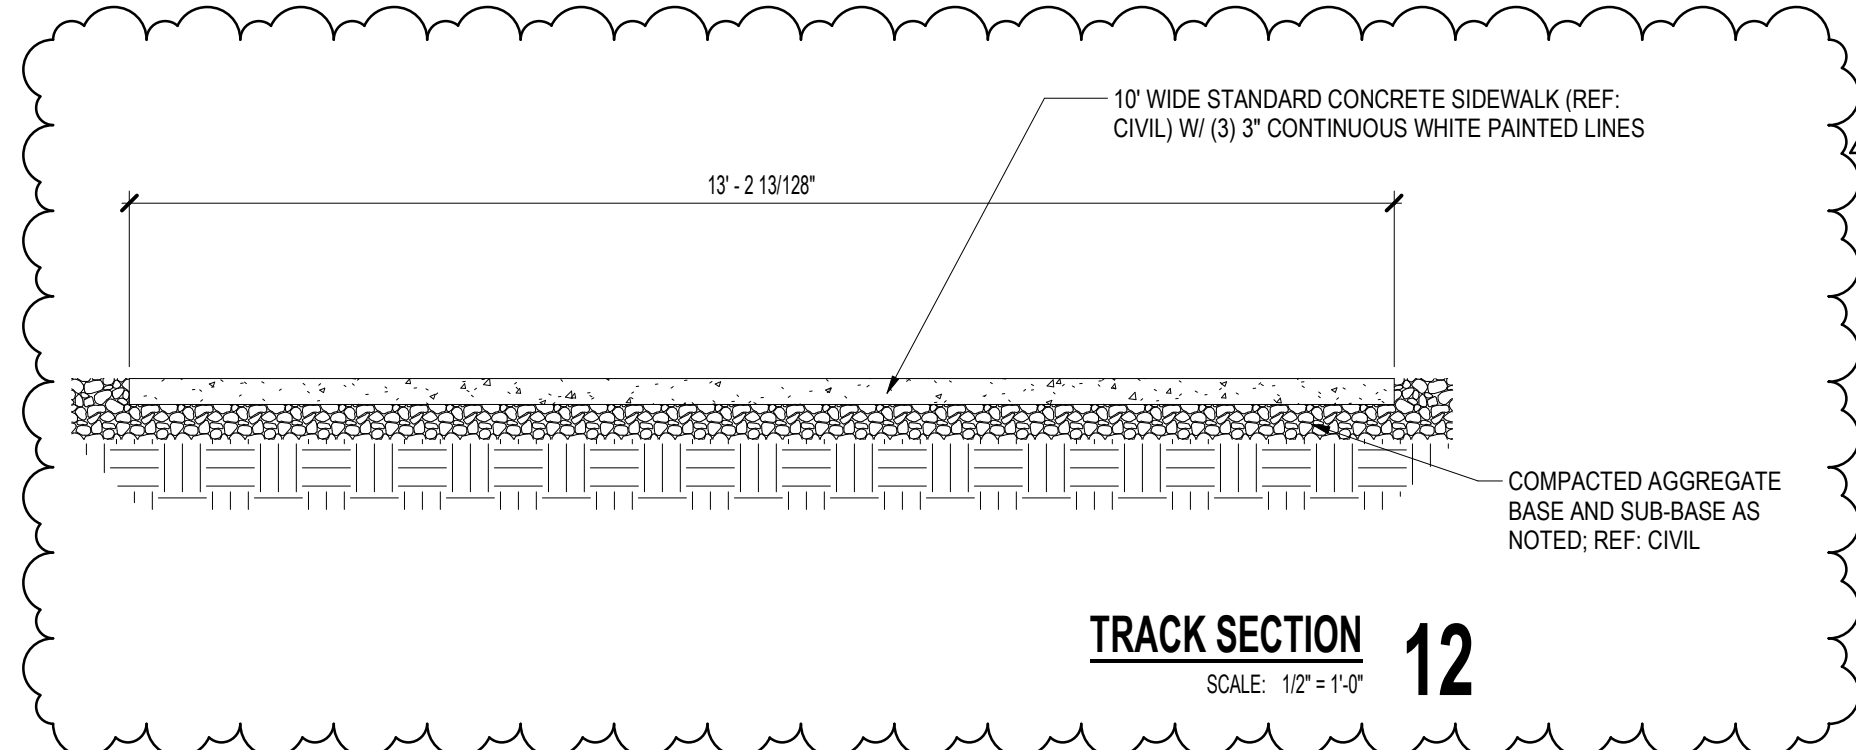 10' WIDE STANDARD CONCRETE SIDEWALK (REF:
CIVIL) W/ (3) 3" CONTINUOUS WHITE PAINTED LINES
13' - 2 13/128"
COMPACTED AGGREGATE
BASE AND SUB-BASE AS
NOTED; REF: CIVIL
TRACK SECTION 12
SCALE: 1/2" = 1'-0"